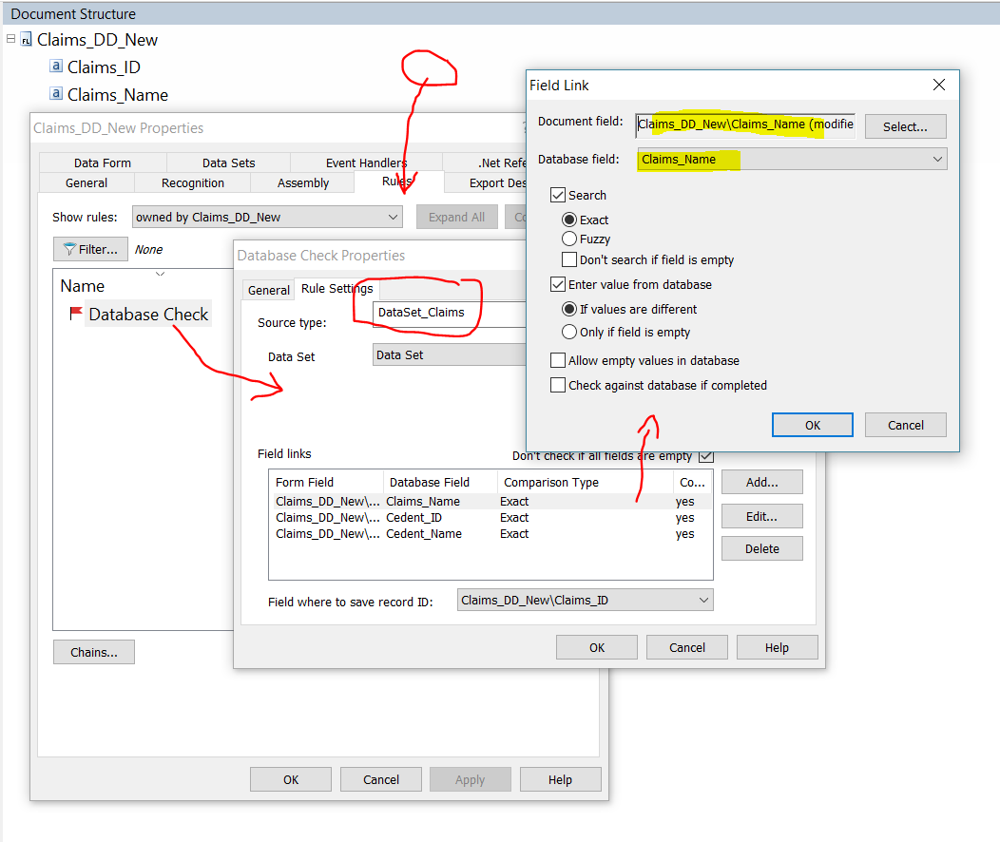 Document Structure
Claims_DD_New
Claims_ID
Claims_Name
Claims_DD_New Properties
?
Data Form
Data Sets
Event Handlers
.Net Refe
General
Recognition
Assembly
Rules
Export Des
Show rules:
owned by Claims_DD_New
Expand All
Co
Filter...
None
Name
Database Check
Chains...
OK
Cancel
Apply
Help
Database Check Properties
General
Rule Settings
Source type:
DataSet_Claims
Data Set
Data Set
Field links
Don't check if all fields are empty
Form Field Database Field Comparison Type Co...
Claims_DD_New\... Claims_Name Exact yes
Claims_DD_New\... Cedent_ID Exact yes
Claims_DD_New\... Cedent_Name Exact yes
Add...
Edit...
Delete
Field where to save record ID:
Claims_DD_New\Claims_ID
OK
Cancel
Help
Field Link
Document field:
Claims_DD_New\Claims_Name (modifie
Select...
Database field:
Claims_Name
Search
Exact
Fuzzy
Don't search if field is empty
Enter value from database
If values are different
Only if field is empty
Allow empty values in database
Check against database if completed
OK
Cancel